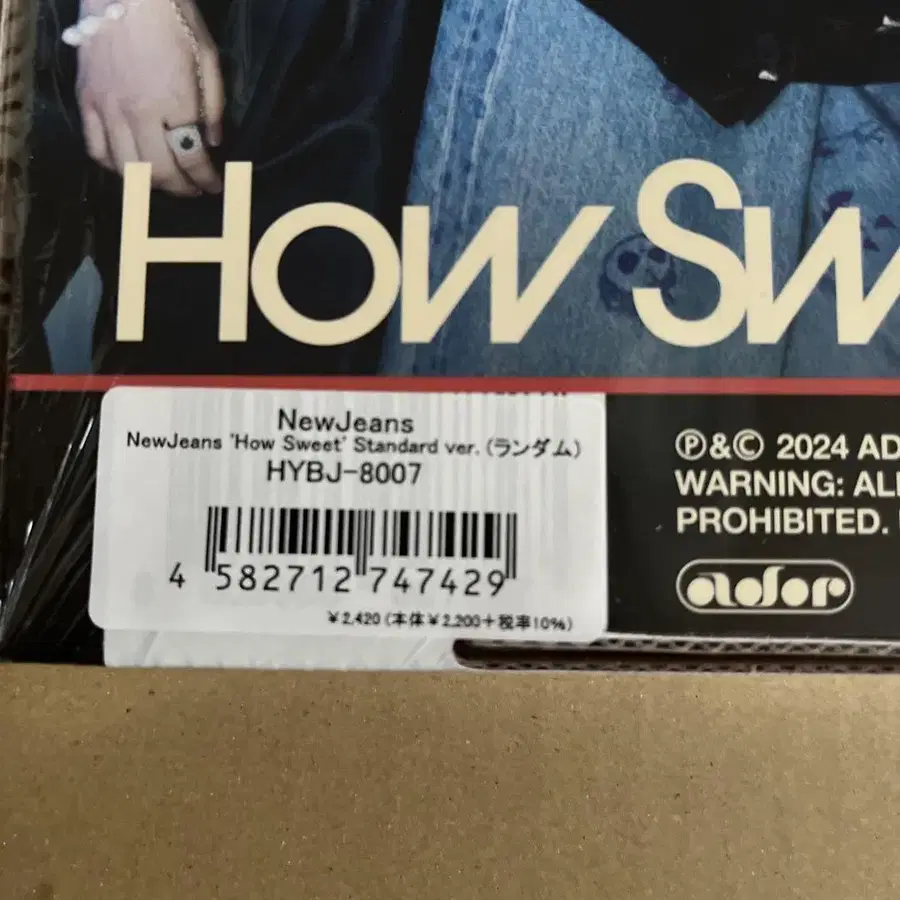 How Sw
NewJeans
NewJeans 'How Sweet' Standard ver. (ランダム)
HYBJ-8007
4 582712 747429
¥2,420 (本体¥2,200+税率10%)
℗&© 2024 AD
WARNING: ALL
PROHIBITED.
ador